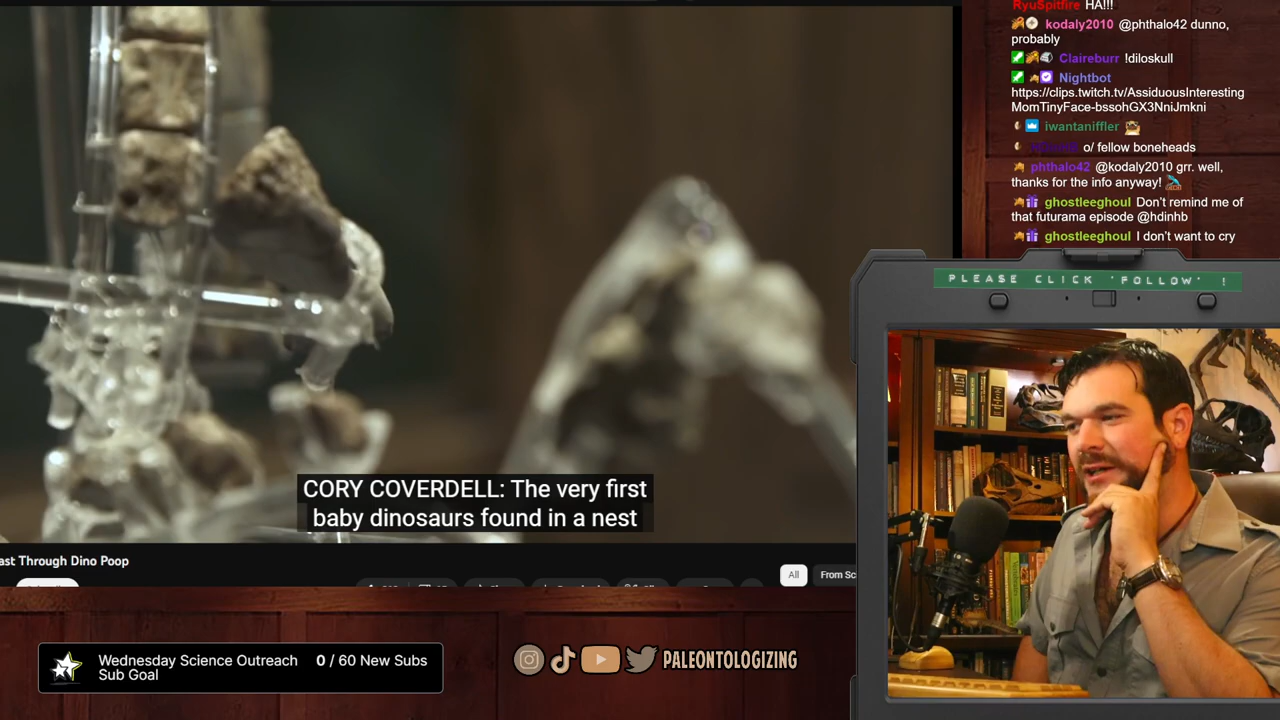 RyuSpitfire HA!!!
kodaly2010 @phthalo42 dunno,
probably
Claireburr !diloskull
Nightbot
https://clips.twitch.tv/AssiduousInteresting
MomTinyFace-bssohGX3NniJmkni
iwantaniffler
o/ fellow boneheads
phthalo42 @kodaly2010 grr. well,
thanks for the info anyway!
ghostleeghoul Don't remind me of
that futurama episode @hdinhb
ghostleeghoul I don't want to cry
PLEASE CLICK 'FOLLOW' !
CORY COVERDELL: The very first
baby dinosaurs found in a nest
ast Through Dino Poop
All
From Sc
Wednesday Science Outreach 0 / 60 New Subs
Sub Goal
PALEONTOLOGIZING